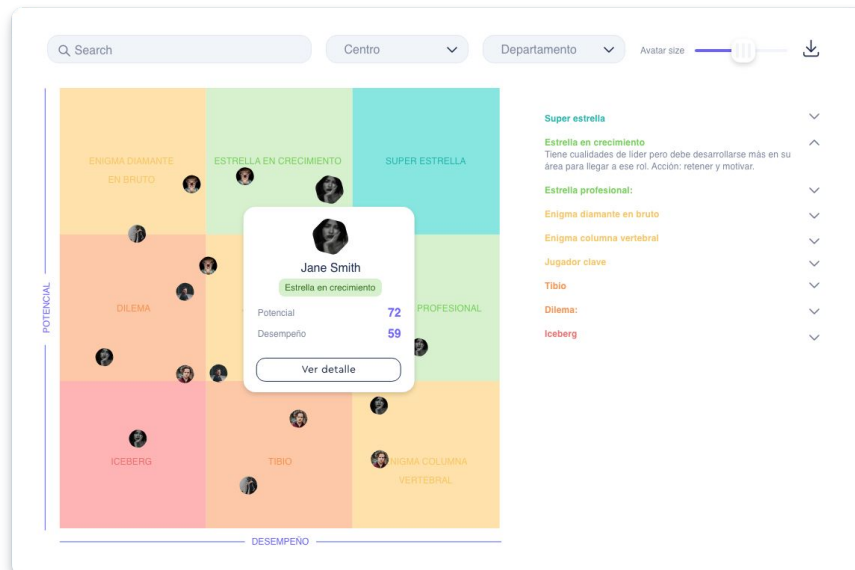 Search
Centro
Departamento
Avatar size
POTENCIAL
ENIGMA DIAMANTE
EN BRUTO
ESTRELLA EN CRECIMIENTO
SUPER ESTRELLA
DILEMA
PROFESIONAL
ICEBERG
TIBIO
ENIGMA COLUMNA
VERTEBRAL
DESEMPEÑO
Jane Smith
Estrella en crecimiento
Potencial 72
Desempeño 59
Ver detalle
Super estrella
Estrella en crecimiento
Tiene cualidades de lider pero debe desarrollarse más en su
área para llegar a ese rol. Acción: retener y motivar.
Estrella profesional:
Enigma diamante en bruto
Enigma columna vertebral
Jugador clave
Tibio
Dilema:
Iceberg